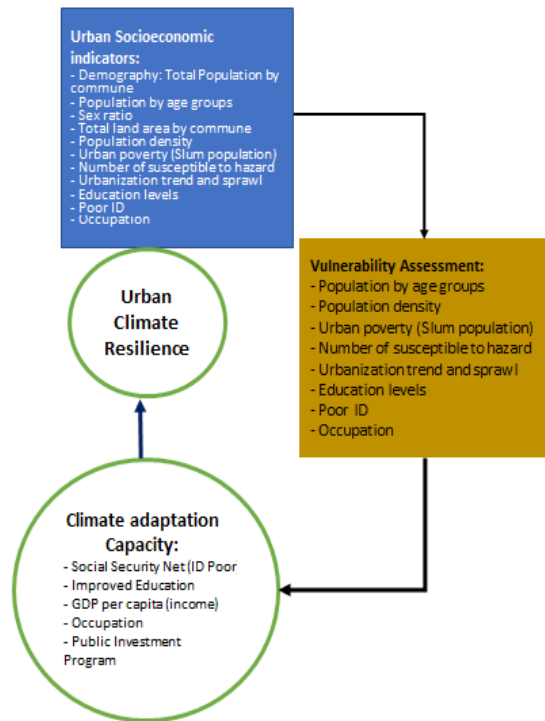 Urban Socioeconomic
indicators:
- Demography: Total Population by
commune
- Population by age groups
- Sex ratio
- Total land area by commune
- Population density
- Urban poverty (Slum population)
- Number of susceptible to hazard
- Urbanization trend and sprawl
- Education levels
- Poor ID
- Occupation
Vulnerability Assessment:
- Population by age groups
- Population density
- Urban poverty (Slum population)
- Number of susceptible to hazard
- Urbanization trend and sprawl
- Education levels
- Poor ID
- Occupation
Urban
Climate
Resilience
Climate adaptation
Capacity:
- Social Security Net (ID Poor
- Improved Education
- GDP per capita (income)
- Occupation
- Public Investment
Program